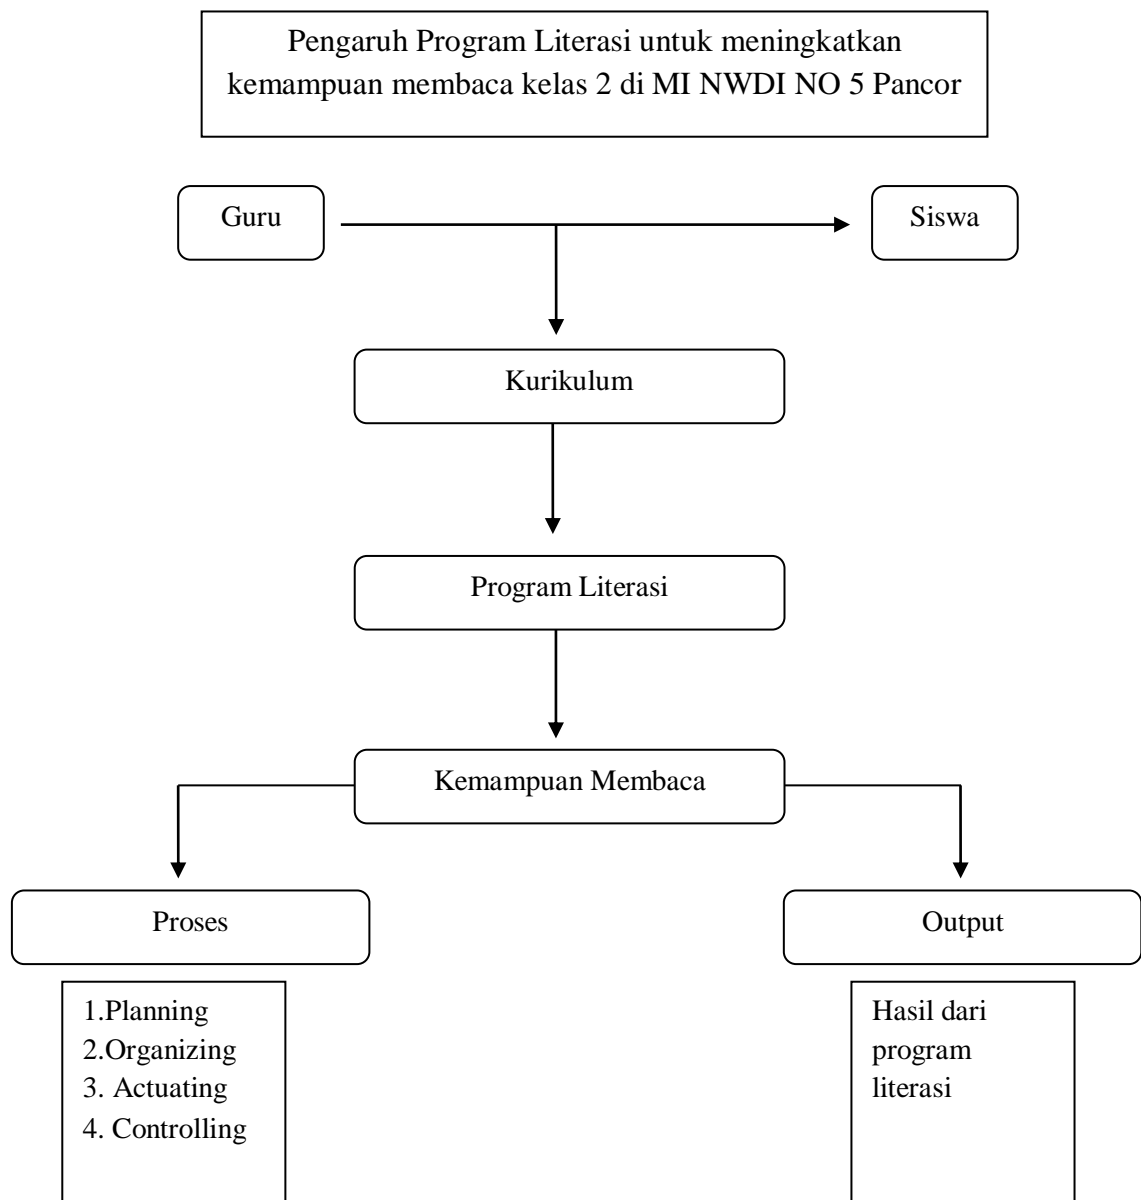 Pengaruh Program Literasi untuk meningkatkan
kemampuan membaca kelas 2 di MI NWDI NO 5 Pancor
Guru
Siswa
Kurikulum
Program Literasi
Kemampuan Membaca
Proses
Output
1.Planning
2.Organizing
3. Actuating
4. Controlling
Hasil dari
program
literasi